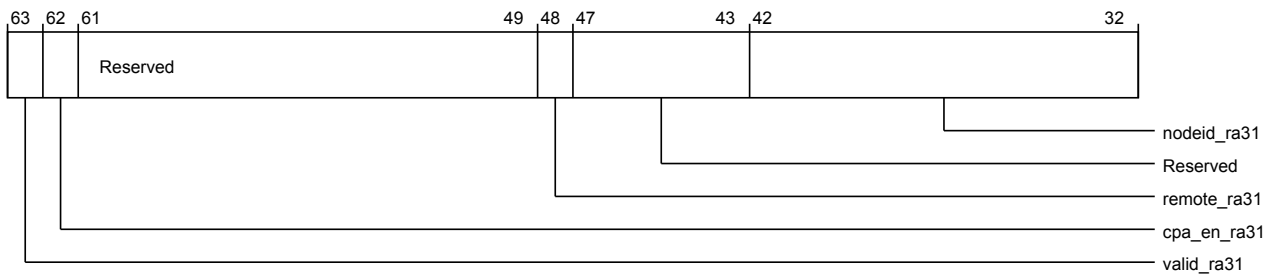 63 62 61 49 48 47 43 42 32
Reserved
nodeid_ra31
Reserved
remote_ra31
cpa_en_ra31
valid_ra31